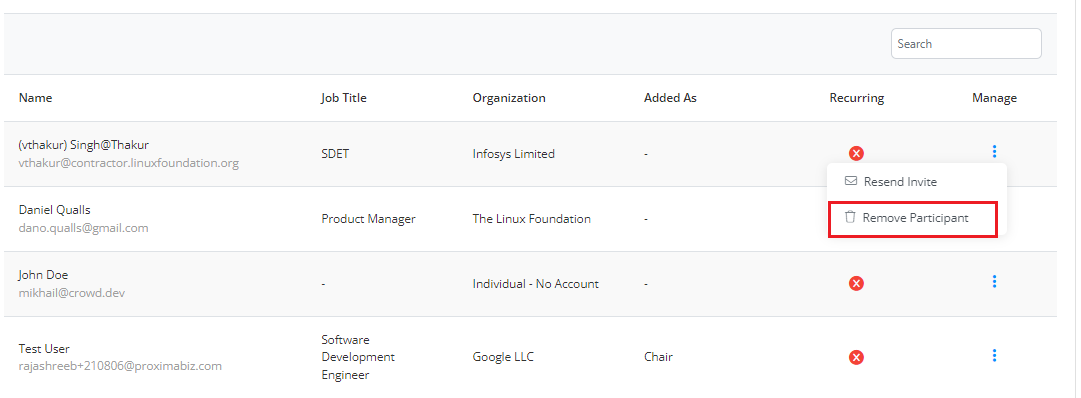 Search
Name Job Title Organization Added As Recurring Manage
(vthakur) Singh@Thakur
vthakur@contractor.linuxfoundation.org
SDET Infosys Limited -
Resend Invite
Remove Participant
Daniel Qualls
dano.qualls@gmail.com
Product Manager The Linux Foundation -
John Doe
mikhail@crowd.dev
- Individual - No Account -
Test User
rajashreeb+210806@proximabiz.com
Software
Development
Engineer
Google LLC Chair